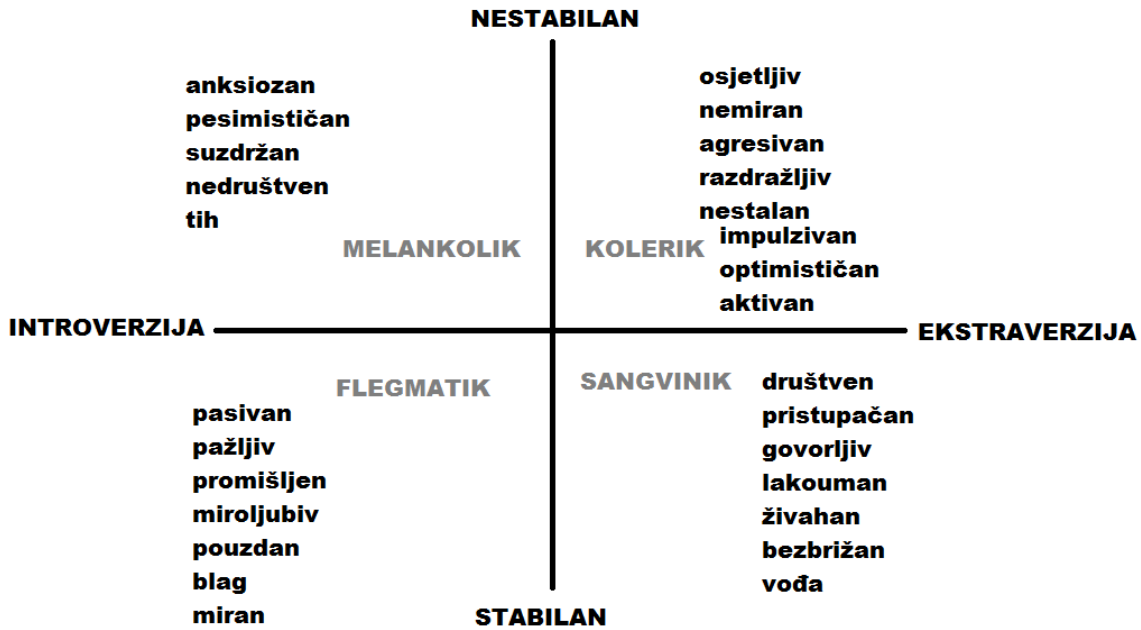 NESTABILAN
anksiozan
pesimističan
suzdržan
nedruštven
tih
MELANKOLIK
osjetljiv
nemiran
agresivan
razdražljiv
nestalan
impulzivan
optimističan
aktivan
KOLERIK
INTROVERZIJA
EKSTRAVERZIJA
FLEGMATIK
pasivan
pažljiv
promišljen
miroljubiv
pouzdan
blag
miran
SANGVINIK
društven
pristupačan
govorljiv
lakouman
živahan
bezbrižan
vođa
STABILAN